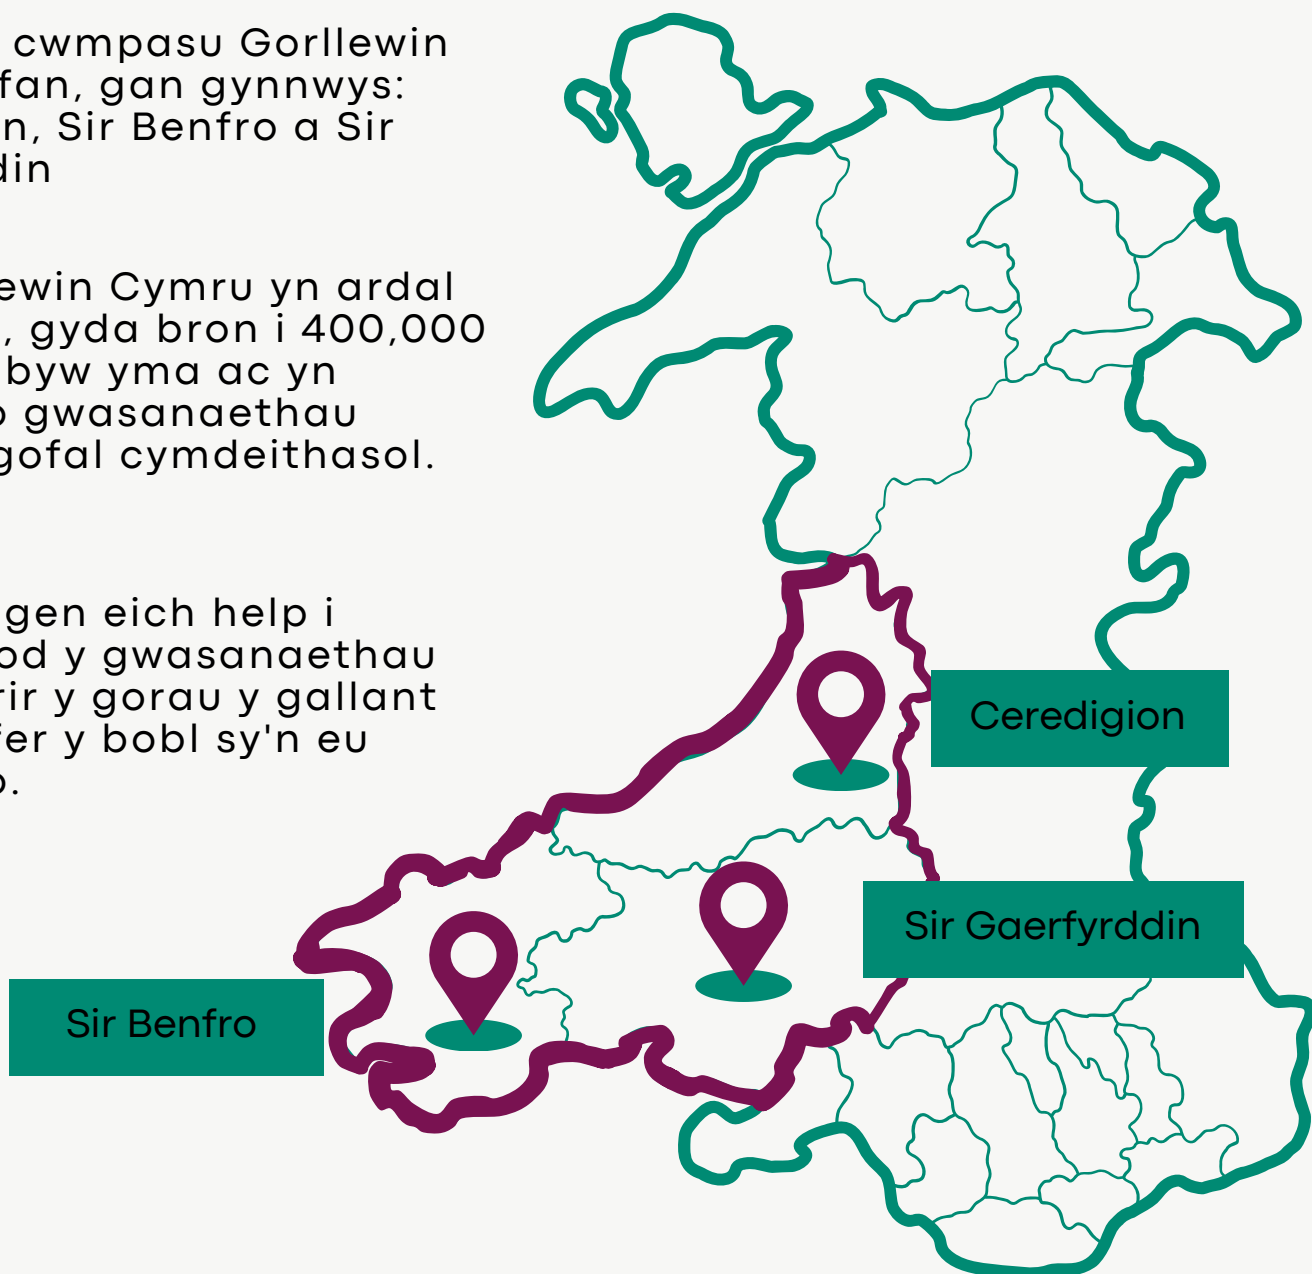 cwmpasu Gorllewin
fan, gan gynnwys:
n, Sir Benfro a Sir
din
ewin Cymru yn ardal
, gyda bron i 400,000
byw yma ac yn
o gwasanaethau
gofal cymdeithasol.
gen eich help i
od y gwasanaethau
rir y gorau y gallant
fer y bobl sy'n eu
o.
Ceredigion
Sir Gaerfyrddin
Sir Benfro